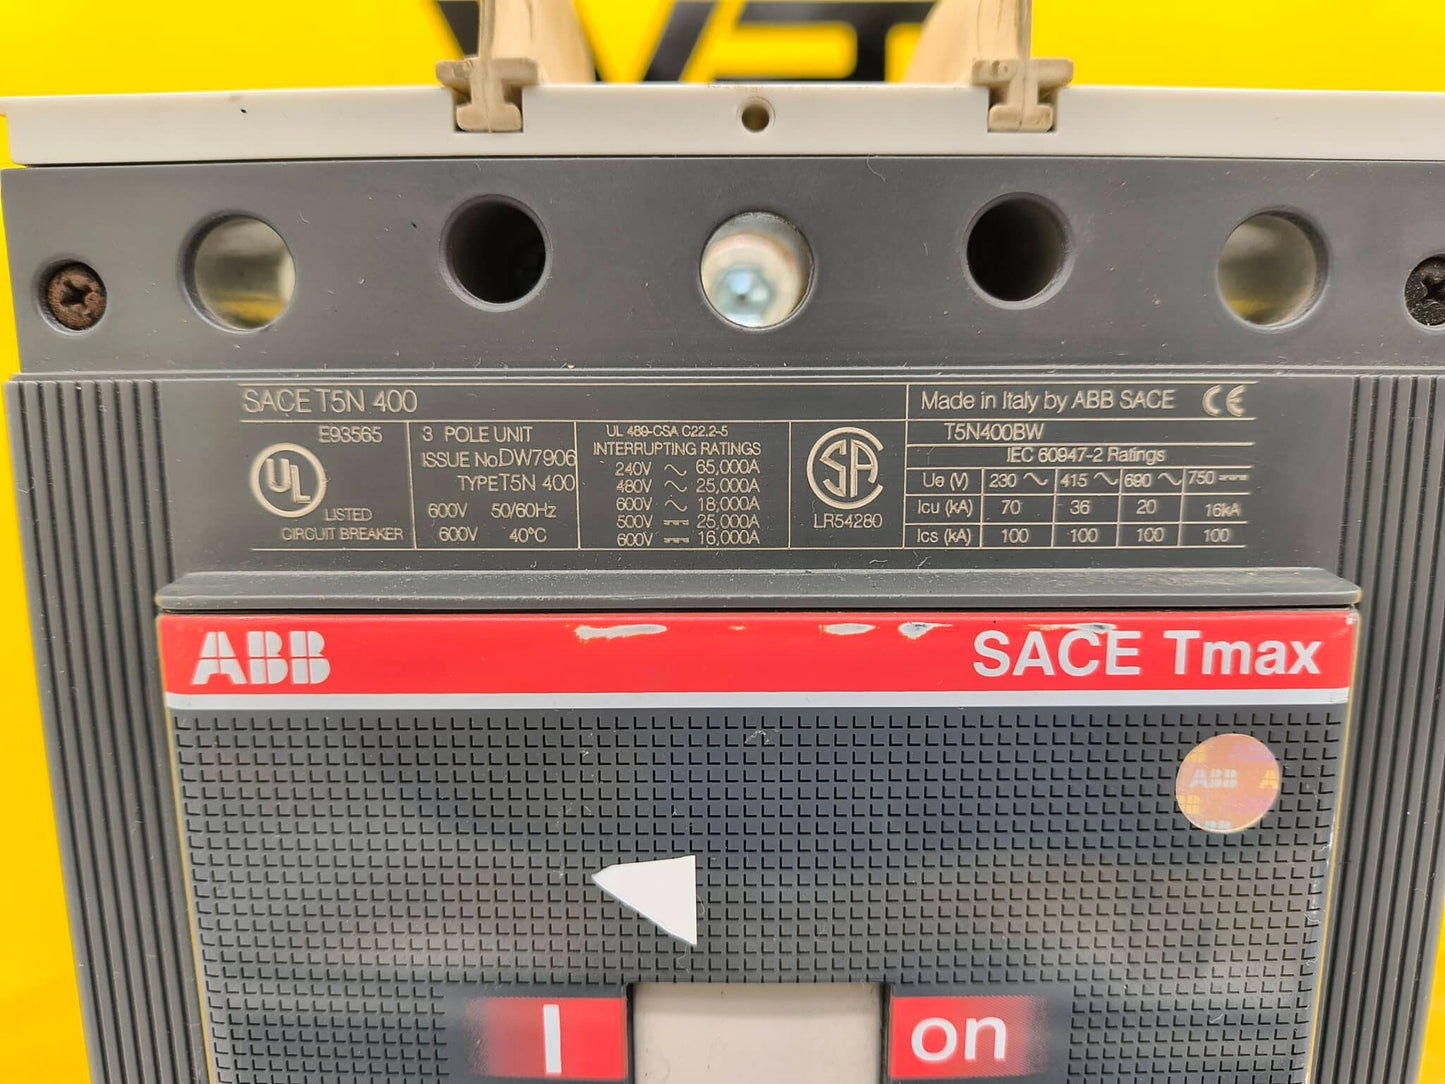 SACE T5N 400
Made in Italy by ABB SACE CE
E93565
UL
LISTED
CIRCUIT BREAKER
3 POLE UNIT
ISSUE No. DW7906
TYPE T5N 400
600V 50/60Hz
600V 40°C
UL 489-CSA C22.2-5
INTERRUPTING RATINGS
240V ~ 65,000A
480V ~ 25,000A
600V ~ 18,000A
500V ⎓ 25,000A
600V ⎓ 16,000A
SA
LR54280
T5N400BW
IEC 60947-2 Ratings
Ue (V) 230 ~ 415 ~ 690 ~ 750 ⎓
Icu (kA) 70 36 20 16kA
Ics (kA) 100 100 100 100
ABB SACE Tmax
ABB
I on